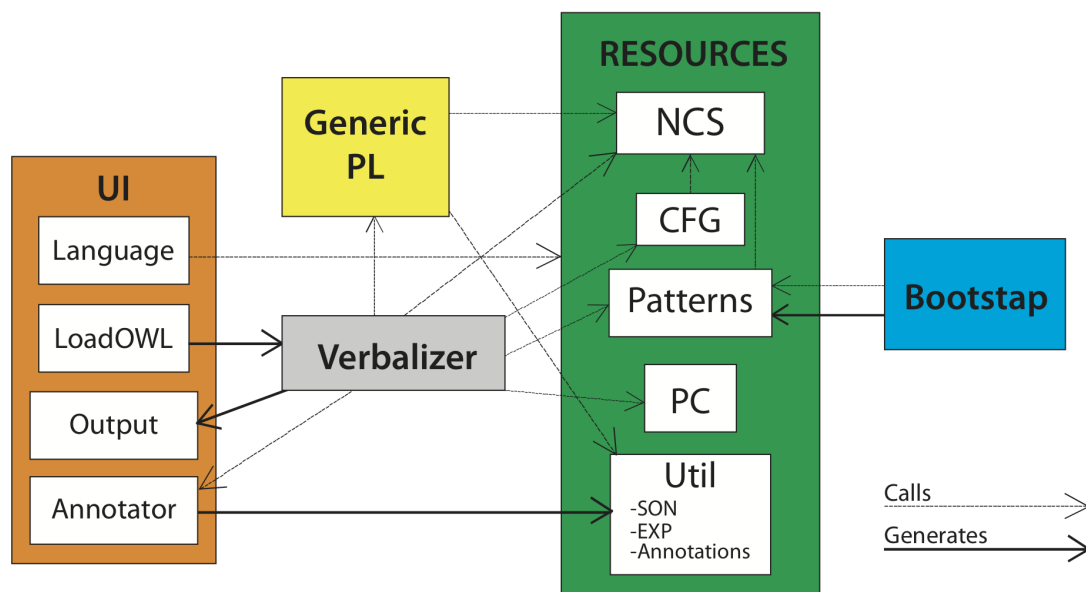 UI
Language
LoadOWL
Output
Annotator
Generic
PL
Verbalizer
RESOURCES
NCS
CFG
Patterns
PC
Util
-SON
-EXP
-Annotations
Bootstap
Calls
Generates